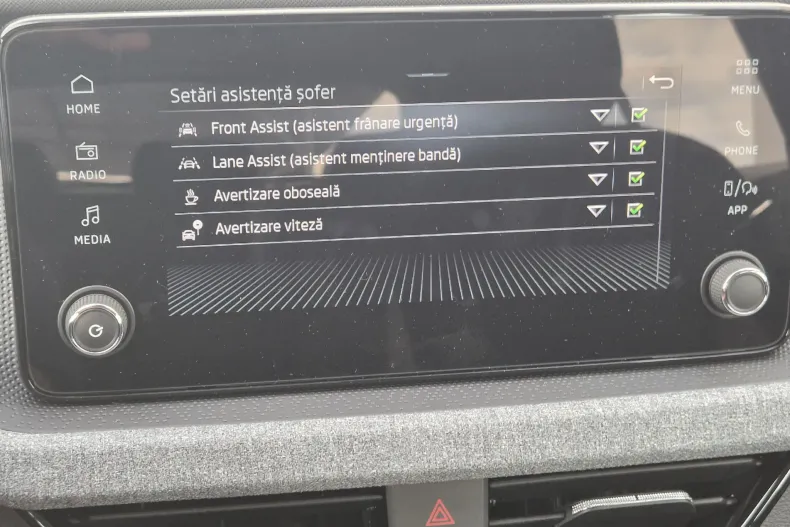 Setări asistență șofer
HOME
Front Assist (asistent frânare urgență)
MENU
RADIO
Lane Assist (asistent menținere bandă)
PHONE
Avertizare oboseală
MEDIA
Avertizare viteză
APP